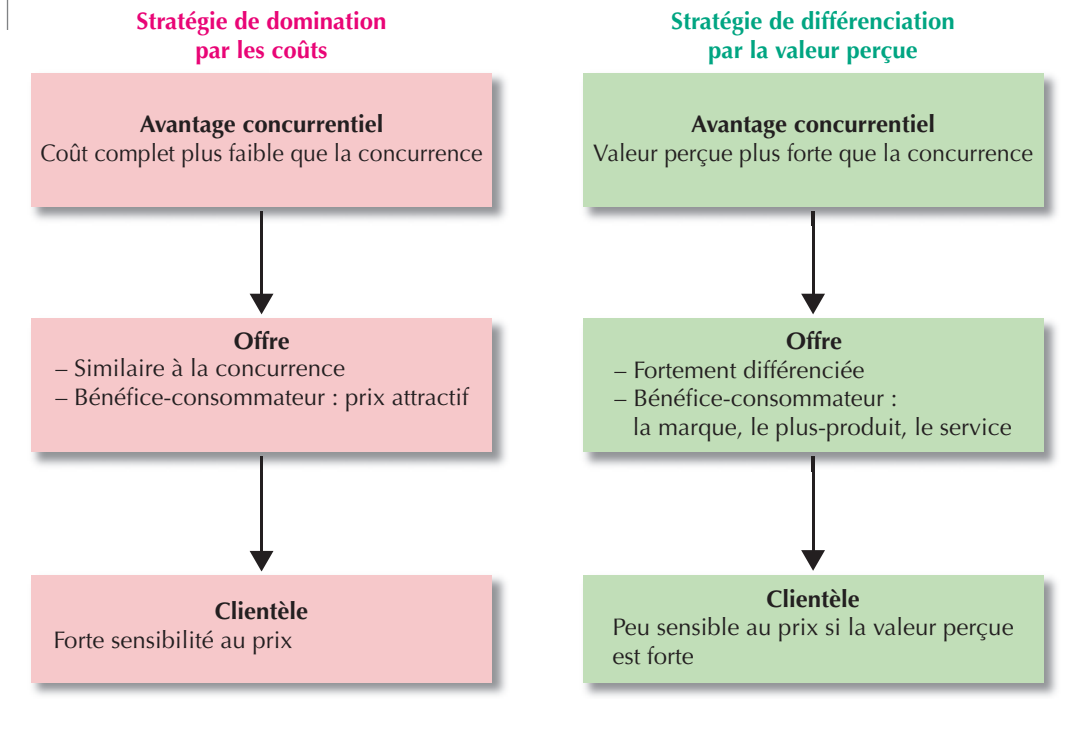 Stratégie de domination
par les coûts
Avantage concurrentiel
Coût complet plus faible que la concurrence
Offre
– Similaire à la concurrence
– Bénéfice-consommateur : prix attractif
Clientèle
Forte sensibilité au prix
Stratégie de différenciation
par la valeur perçue
Avantage concurrentiel
Valeur perçue plus forte que la concurrence
Offre
– Fortement différenciée
– Bénéfice-consommateur :
la marque, le plus-produit, le service
Clientèle
Peu sensible au prix si la valeur perçue
est forte